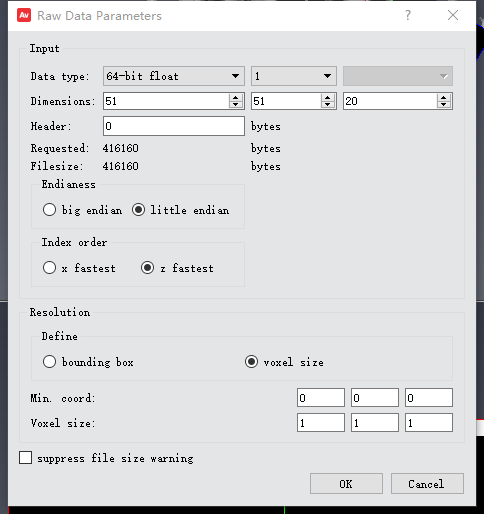 Av Raw Data Parameters ?
Input
Data type: 64-bit float 1
Dimensions: 51 51 20
Header: 0 bytes
Requested: 416160 bytes
Filesize: 416160 bytes
Endianess
big endian little endian
Index order
x fastest z fastest
Resolution
Define
bounding box voxel size
Min. coord: 0 0 0
Voxel size: 1 1 1
suppress file size warning
OK Cancel